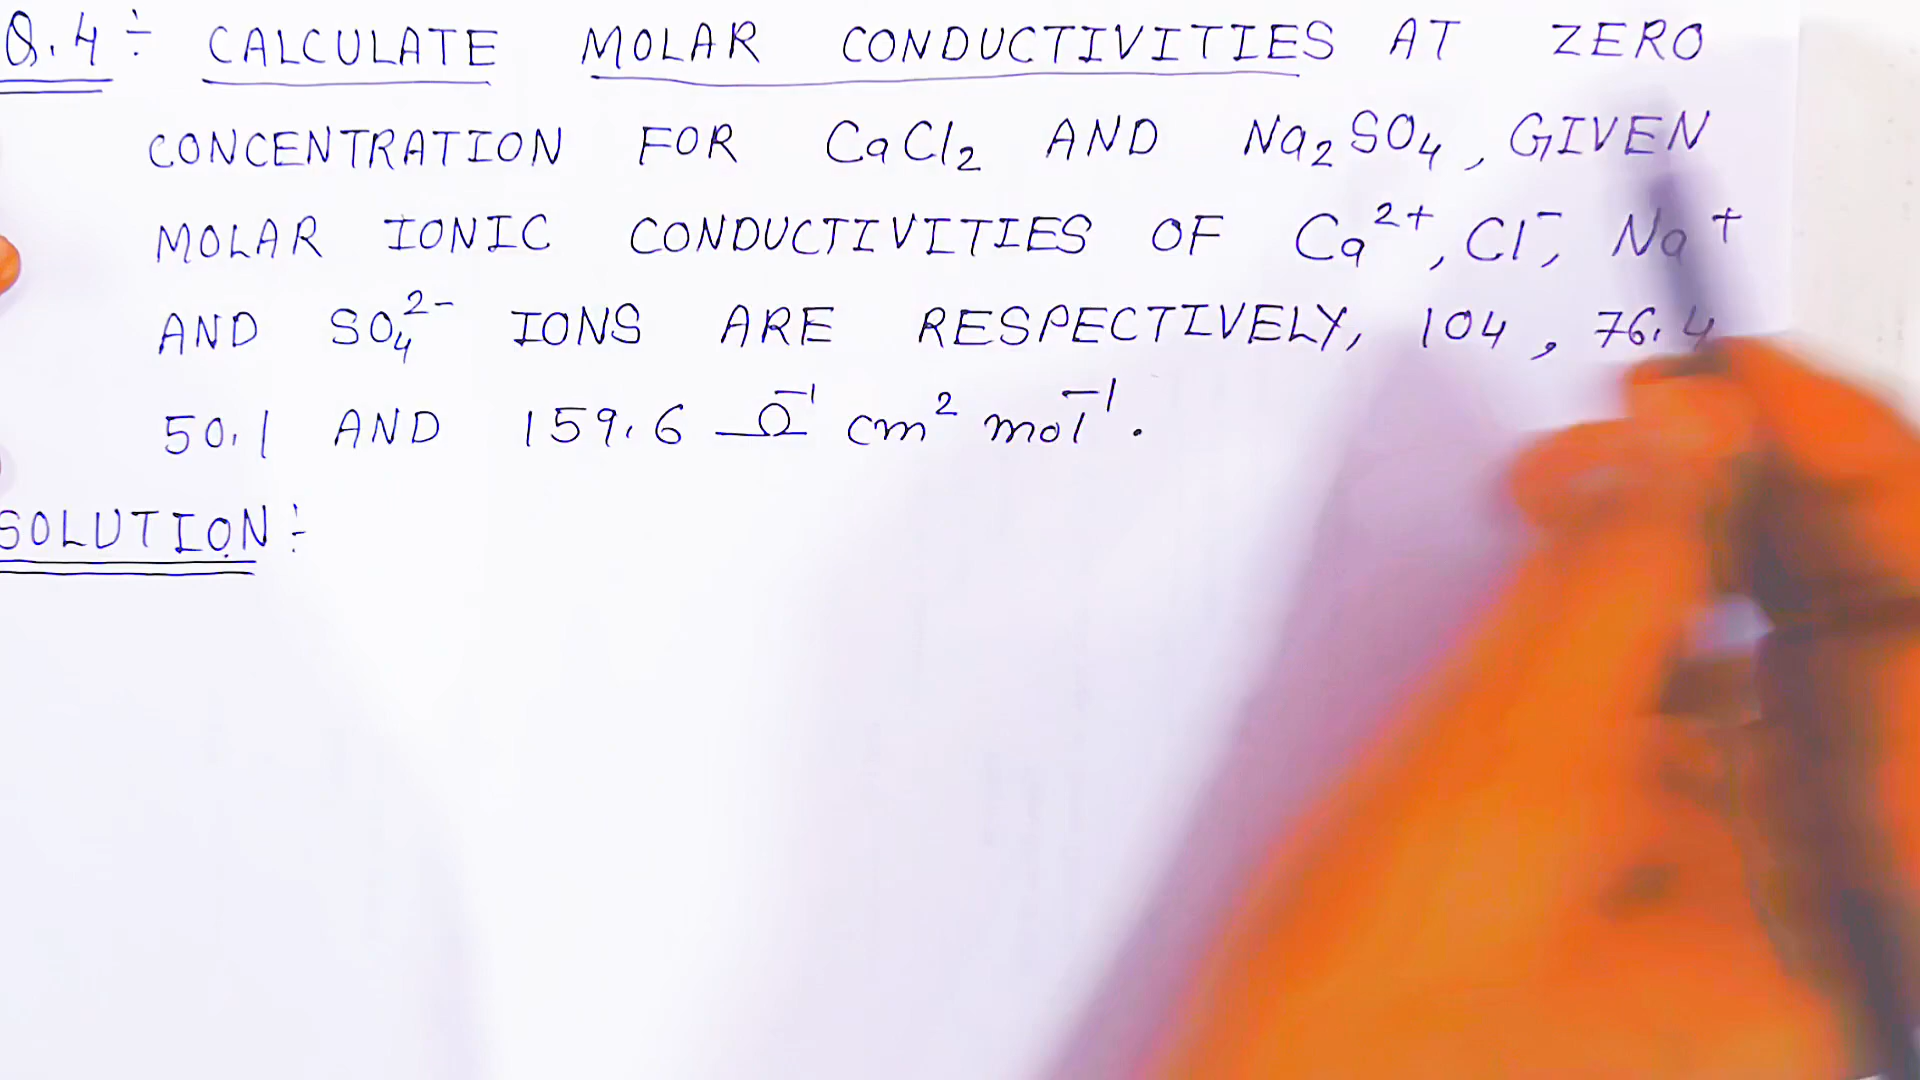 Q.4÷ CALCULATE MOLAR CONDUCTIVITIES AT ZERO
CONCENTRATION FOR CaCl₂ AND Na₂SO₄, GIVEN
MOLAR IONIC CONDUCTIVITIES OF Ca²⁺, Cl⁻, Na⁺
AND SO₄²⁻ IONS ARE RESPECTIVELY, 104, 76.4
50.1 AND 159.6 Ω⁻¹ cm² mol⁻¹.
SOLUTION÷